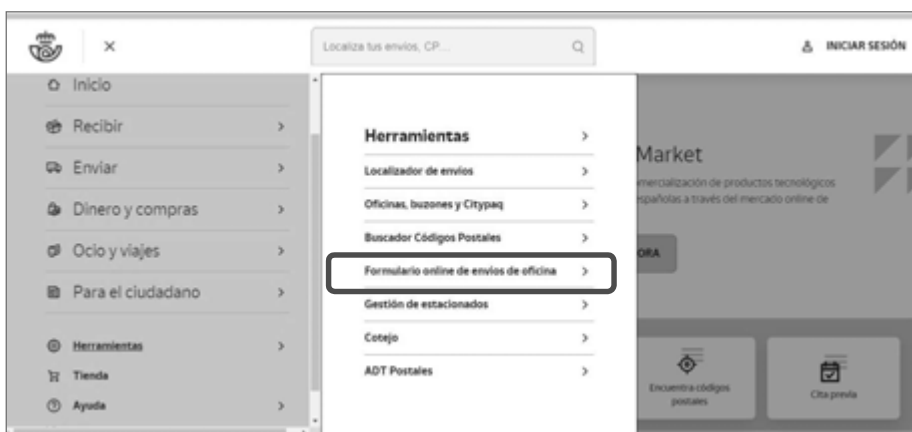 Localiza tus envíos, CP...
INICIAR SESIÓN
Inicio
Recibir
Enviar
Dinero y compras
Ocio y viajes
Para el ciudadano
Herramientas
Tienda
Ayuda
Herramientas
Localizador de envíos
Oficinas, buzones y Citypaq
Buscador Códigos Postales
Formulario online de envíos de oficina
Gestión de estacionados
Cotejo
ADT Postales
Market
omercialización de productos tecnológicos
españolas a través del mercado online de
ORA
Encuentra códigos
postales
Cita previa